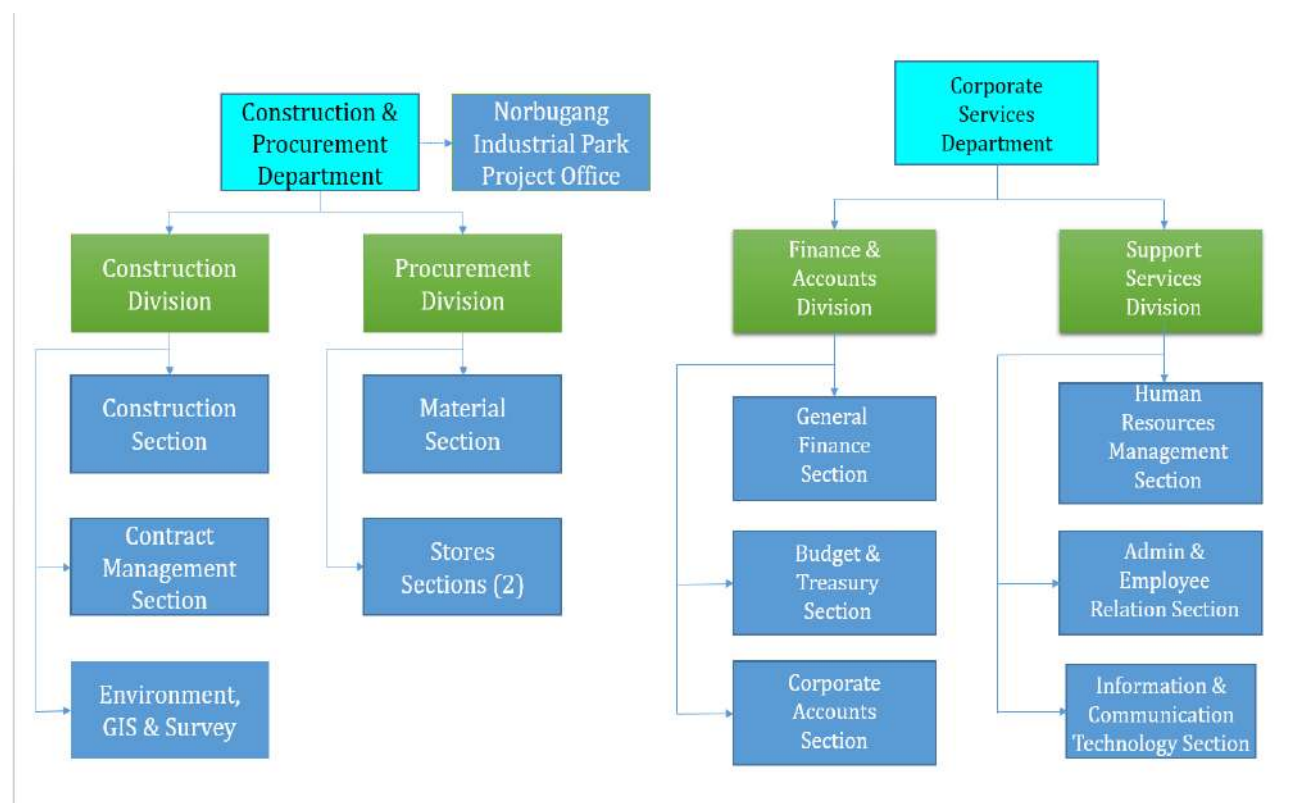 Construction &
Procurement
Department
Norbugang
Industrial Park
Project Office
Construction
Division
Procurement
Division
Construction
Section
Material
Section
Contract
Management
Section
Stores
Sections (2)
Environment,
GIS & Survey
Corporate
Services
Department
Finance &
Accounts
Division
Support
Services
Division
General
Finance
Section
Human
Resources
Management
Section
Budget &
Treasury
Section
Admin &
Employee
Relation Section
Corporate
Accounts
Section
Information &
Communication
Technology Section